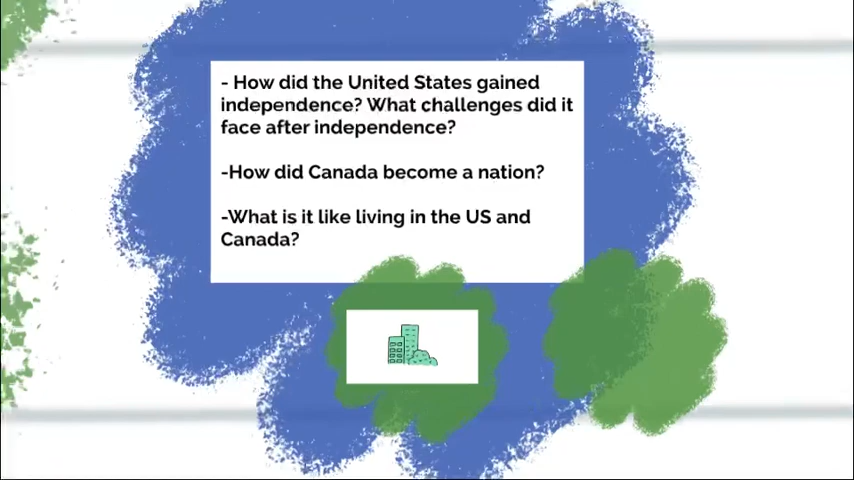 - How did the United States gained
independence? What challenges did it
face after independence?
-How did Canada become a nation?
-What is it like living in the US and
Canada?